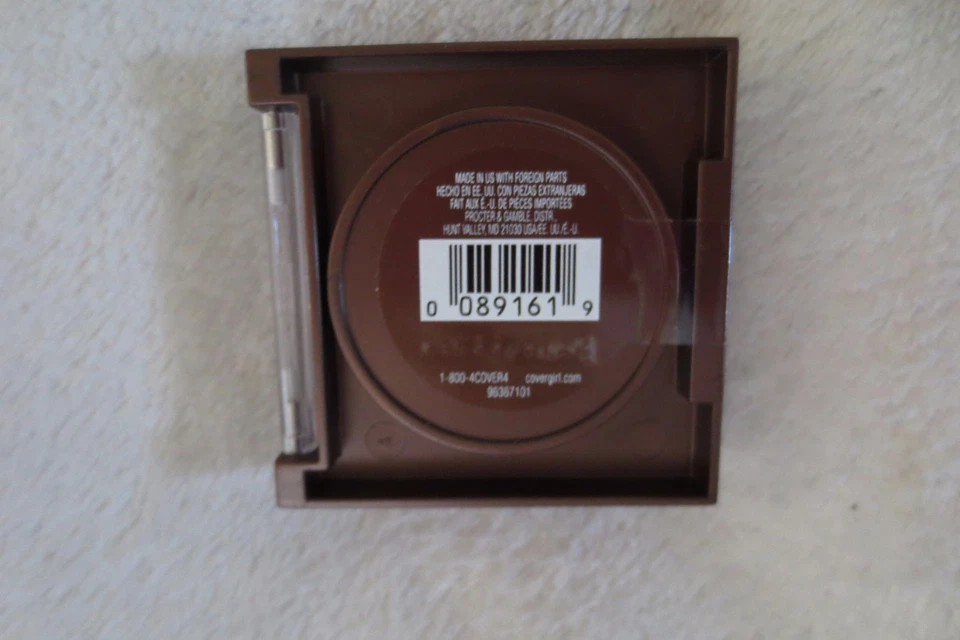 MADE IN US WITH FOREIGN PARTS
HECHO EN EE. UU. CON PIEZAS EXTRANJERAS
FAIT AUX É.-U. DE PIÈCES IMPORTÉES
PROCTER & GAMBLE, DISTR.,
HUNT VALLEY, MD 21030 USA/EE. UU./É.-U.
0 089161 9
1-800-4COVER4 covergirl.com
96367101
A